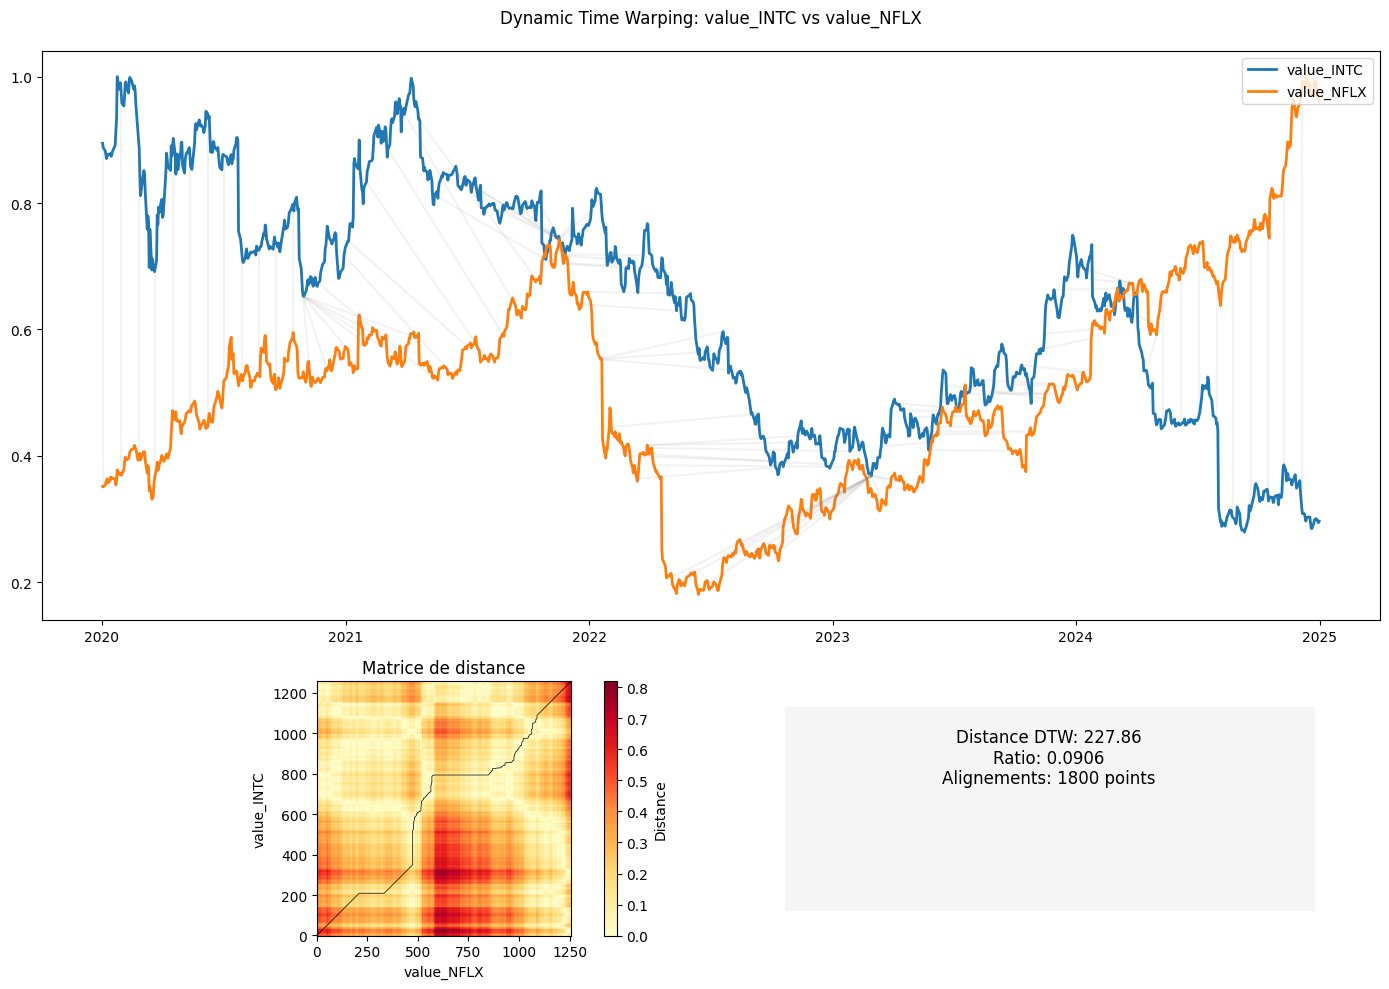 Dynamic Time Warping: value_INTC vs value_NFLX
value_INTC
value_NFLX
1.0
0.8
0.6
0.4
0.2
2020 2021 2022 2023 2024 2025
Matrice de distance
value_INTC
1200
1000
800
600
400
200
0
0 250 500 750 1000 1250
value_NFLX
0.8
0.7
0.6
0.5
0.4
0.3
0.2
0.1
0.0
Distance
Distance DTW: 227.86
Ratio: 0.0906
Alignements: 1800 points